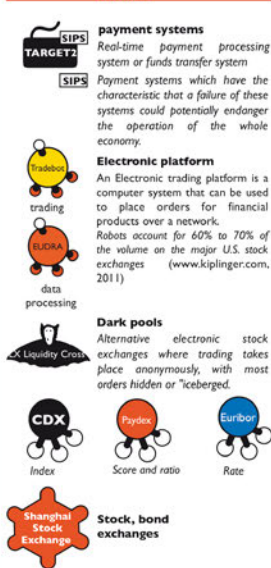 payment systems
SIPS
TARGET2
Real-time payment processing
system or funds transfer system
SIPS
Payment systems which have the
characteristic that a failure of these
systems could potentially endanger
the operation of the whole
economy.
Tradebot
trading
Electronic platform
An Electronic trading platform is a
computer system that can be used
to place orders for financial
products over a network.
Robots account for 60% to 70% of
the volume on the major U.S. stock
exchanges (www.kiplinger.com,
2011)
EUDRA
data
processing
Dark pools
CX Liquidity Cross
Alternative electronic stock
exchanges where trading takes
place anonymously, with most
orders hidden or "iceberged.
CDX
Paydex
Euribor
Index
Score and ratio
Rate
Shanghai
Stock
Exchange
Stock, bond
exchanges